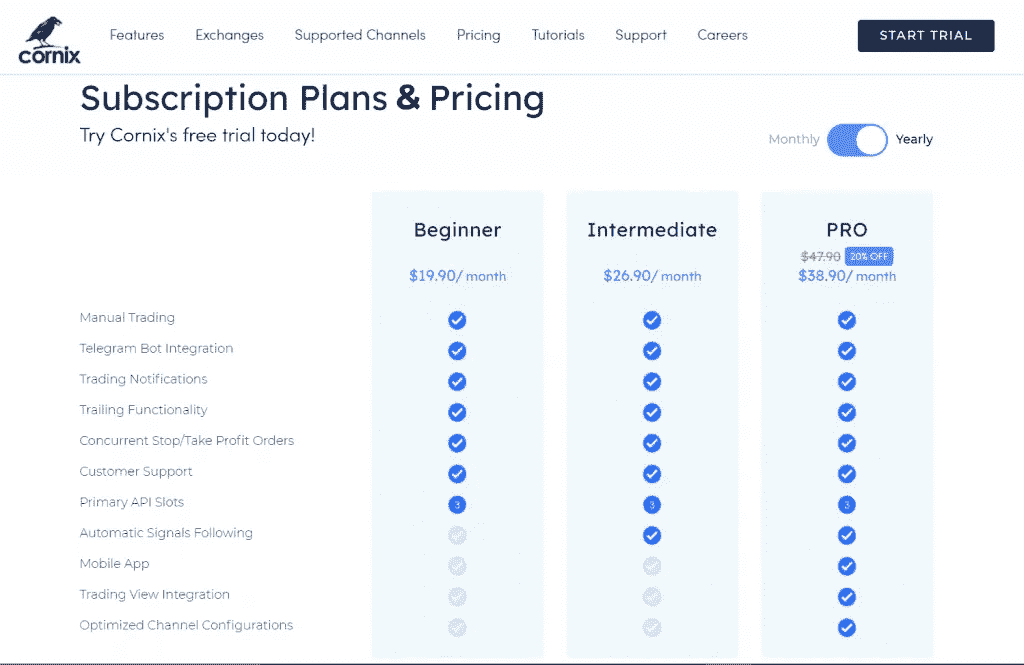 cornix
Features Exchanges Supported Channels Pricing Tutorials Support Careers START TRIAL
Subscription Plans & Pricing
Try Cornix's free trial today!
Monthly Yearly
Beginner Intermediate PRO
$47.90 20% OFF
$19.90/ month $26.90/ month $38.90/ month
Manual Trading
Telegram Bot Integration
Trading Notifications
Trailing Functionality
Concurrent Stop/Take Profit Orders
Customer Support
Primary API Slots 3 3 3
Automatic Signals Following
Mobile App
Trading View Integration
Optimized Channel Configurations